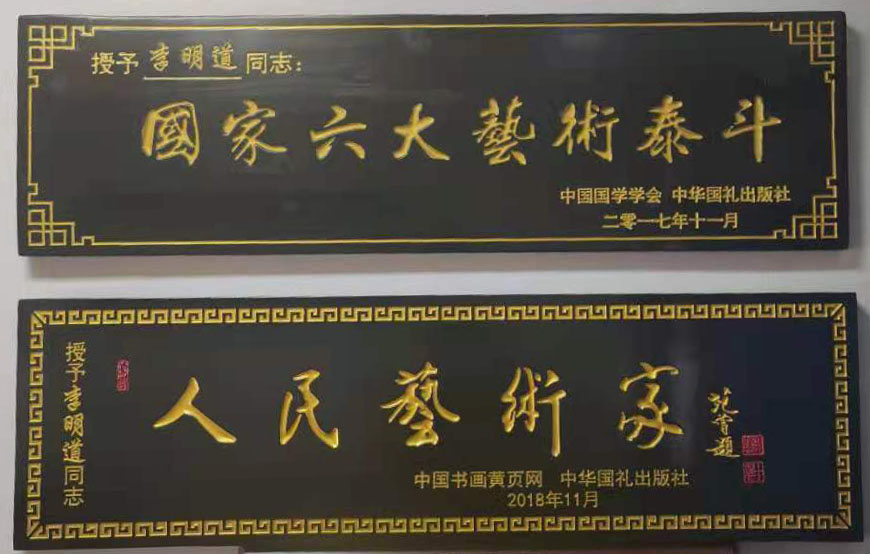 授予 李明道 同志：
國家六大藝術泰斗
中国国学学会 中华国礼出版社
二零一七年十一月
授予李明道同志
人民藝術家
范曾题
中国书画黄页网 中华国礼出版社
2018年11月